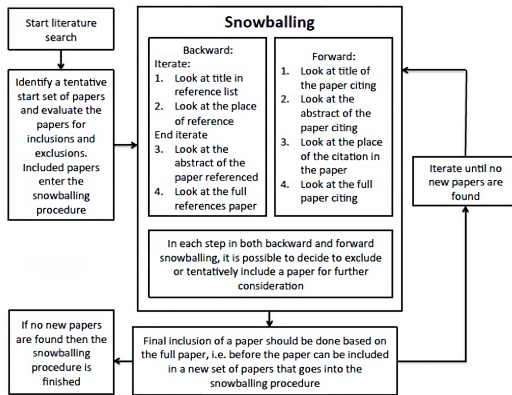 Start literature
search
Identify a tentative
start set of papers
and evaluate the
papers for
inclusions and
exclusions.
Included papers
enter the
snowballing
procedure
Snowballing
Backward:
Iterate:
1. Look at title in
reference list
2. Look at the place
of reference
End iterate
3. Look at the
abstract of the
paper referenced
4. Look at the full
references paper
Forward:
1. Look at title of
the paper citing
2. Look at the
abstract of the
paper citing
3. Look at the place
of the citation in
the paper
4. Look at the full
paper citing
In each step in both backward and forward
snowballing, it is possible to decide to exclude
or tentatively include a paper for further
consideration
Iterate until no
new papers are
found
If no new papers
are found then the
snowballing
procedure is
finished
Final inclusion of a paper should be done based on
the full paper, i.e. before the paper can be included
in a new set of papers that goes into the
snowballing procedure